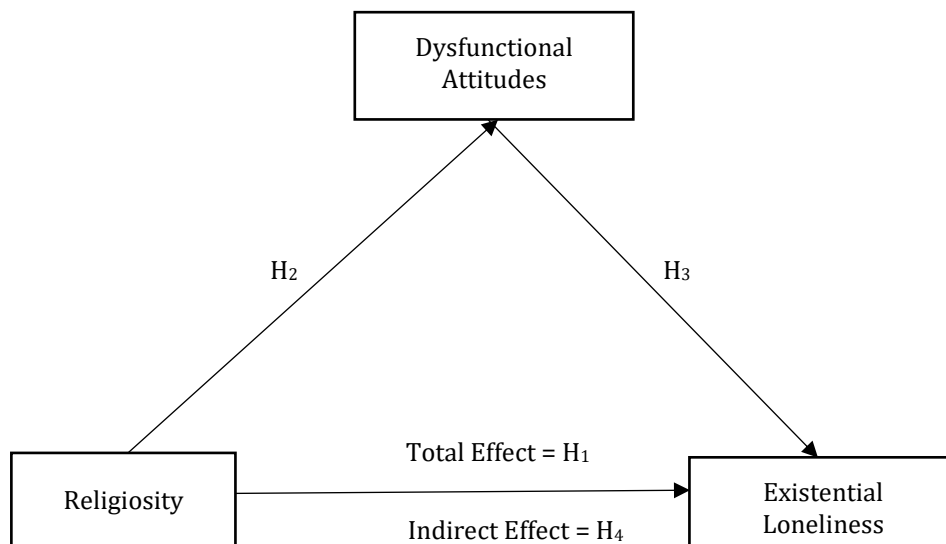 Dysfunctional
Attitudes
H₂
H₃
Total Effect = H₁
Religiosity
Existential
Loneliness
Indirect Effect = H₄